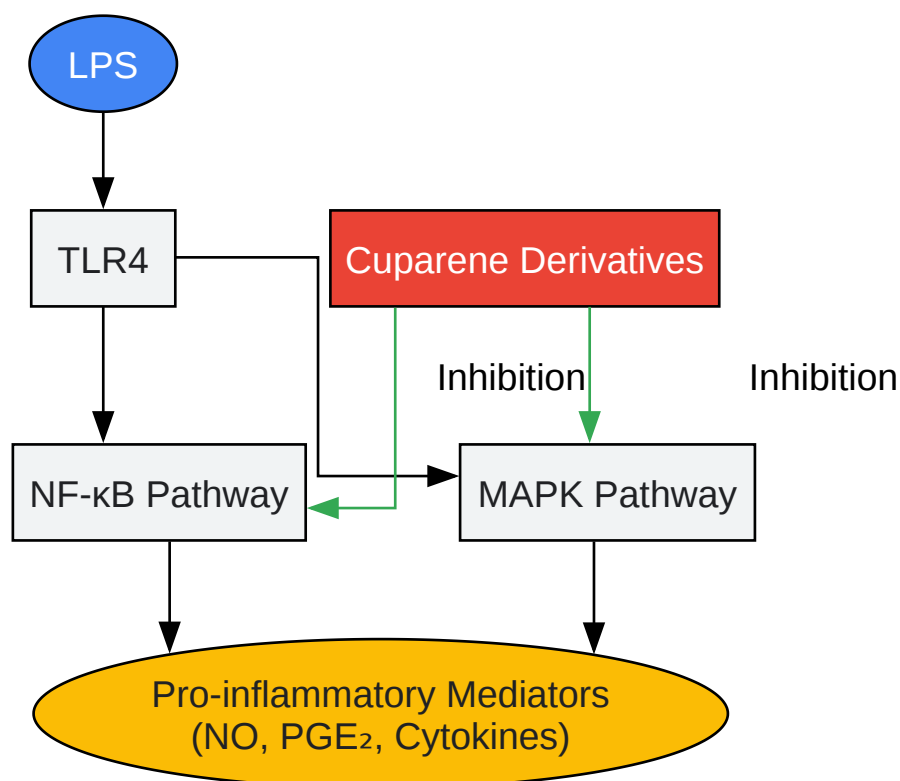 LPS
TLR4
Cuparene Derivatives
Inhibition
Inhibition
NF-κB Pathway
MAPK Pathway
Pro-inflammatory Mediators
(NO, PGE₂, Cytokines)